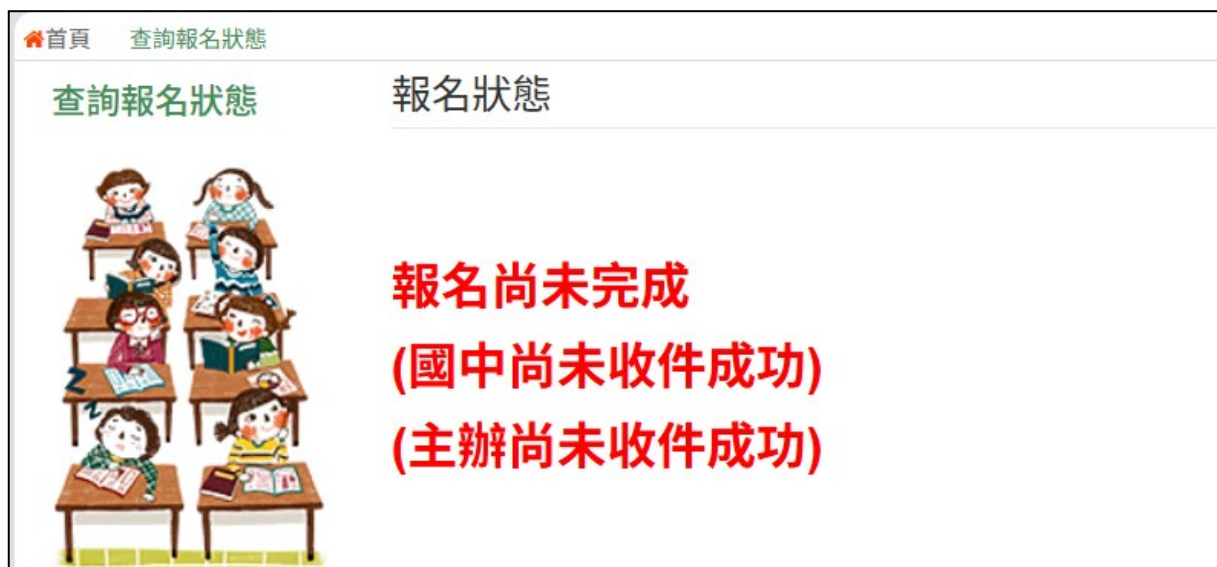 首頁 查詢報名狀態
查詢報名狀態
報名狀態
報名尚未完成
(國中尚未收件成功)
(主辦尚未收件成功)